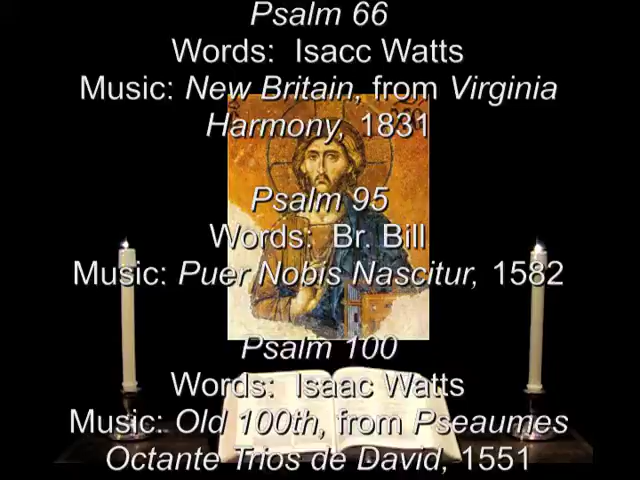 Psalm 66
Words: Isacc Watts
Music: New Britain, from Virginia
Harmony, 1831
Psalm 95
Words: Br. Bill
Music: Puer Nobis Nascitur, 1582
Psalm 100
Words: Isaac Watts
Music: Old 100th, from Pseaumes
Octante Trios de David, 1551